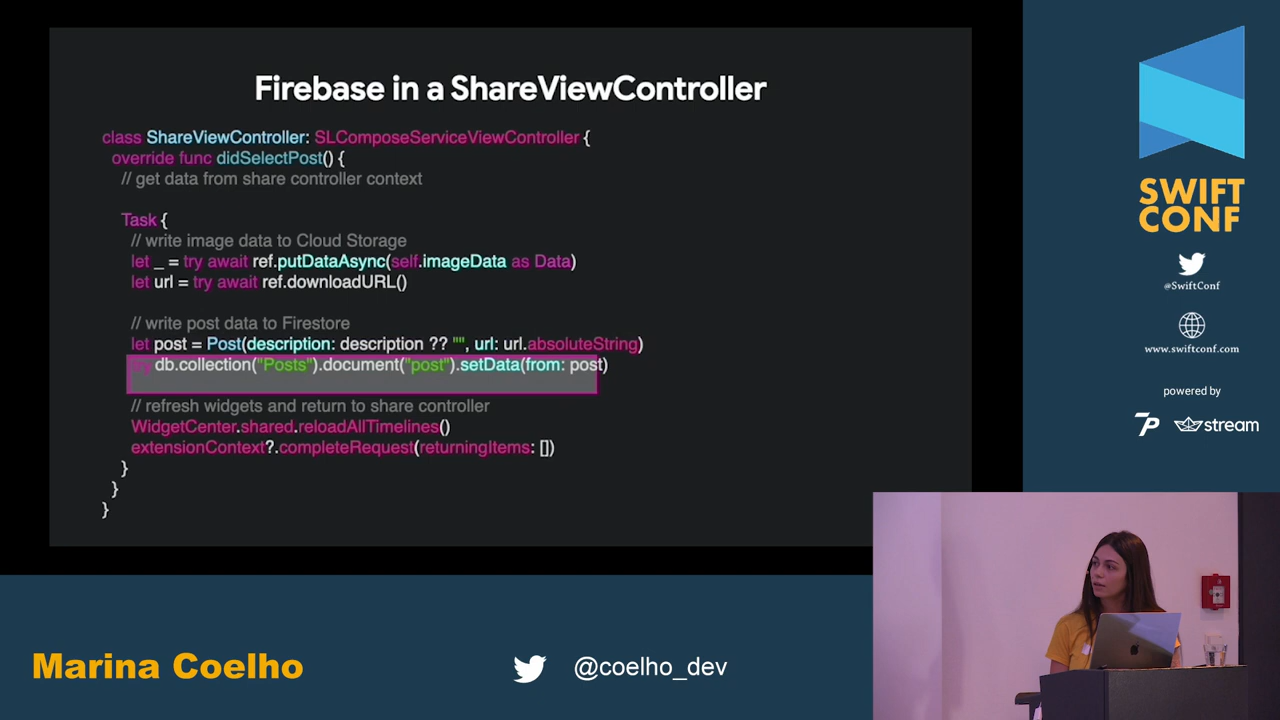 Firebase in a ShareViewController
class ShareViewController: SLComposeServiceViewController {
override func didSelectPost() {
// get data from share controller context
Task {
// write image data to Cloud Storage
let _ = try await ref.putDataAsync(self.imageData as Data)
let url = try await ref.downloadURL()
// write post data to Firestore
let post = Post(description: description ?? "", url: url.absoluteString)
try db.collection("Posts").document("post").setData(from: post)
// refresh widgets and return to share controller
WidgetCenter.shared.reloadAllTimelines()
extensionContext?.completeRequest(returningItems: [])
}
}
}
SWIFT
CONF
@SwiftConf
www.swiftconf.com
powered by
7P
stream
Marina Coelho
@coelho_dev